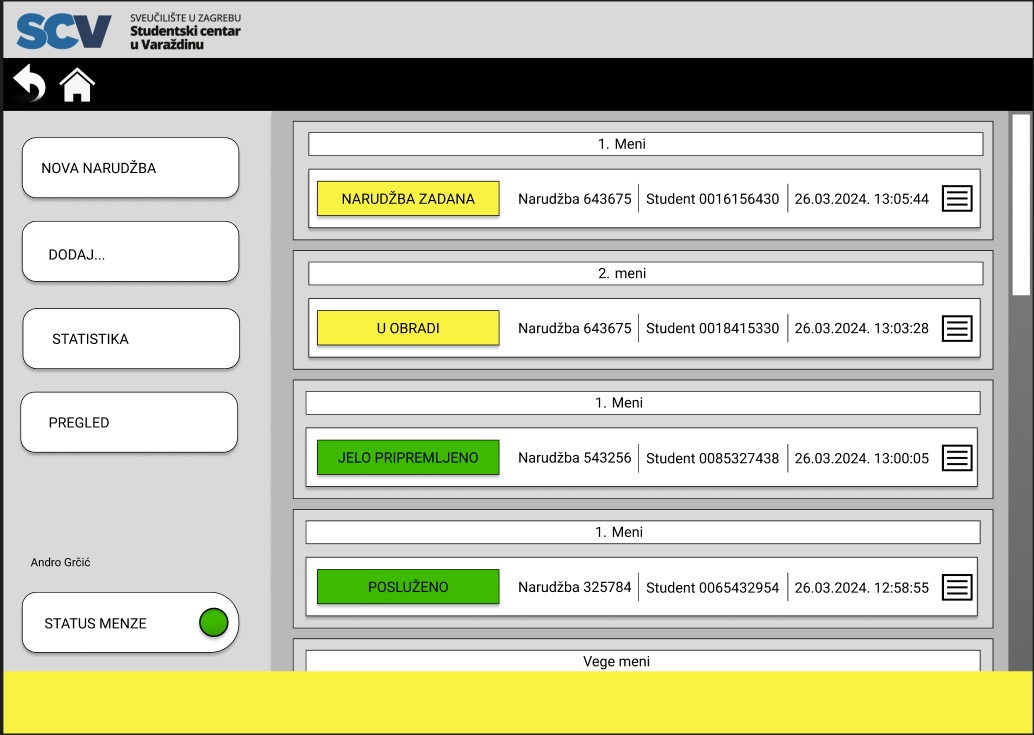 SCV
SVEUČILIŠTE U ZAGREBU
Studentski centar
u Varaždinu
NOVA NARUDŽBA
DODAJ...
STATISTIKA
PREGLED
Andro Grčić
STATUS MENZE
1. Meni
NARUDŽBA ZADANA Narudžba 643675 Student 0016156430 26.03.2024. 13:05:44
2. meni
U OBRADI Narudžba 643675 Student 0018415330 26.03.2024. 13:03:28
1. Meni
JELO PRIPREMLJENO Narudžba 543256 Student 0085327438 26.03.2024. 13:00:05
1. Meni
POSLUŽENO Narudžba 325784 Student 0065432954 26.03.2024. 12:58:55
Vege meni